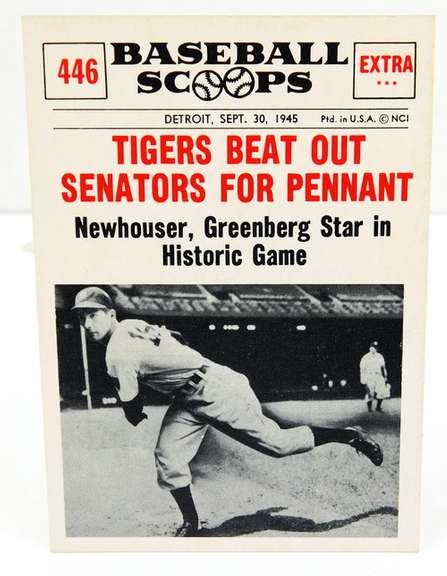 446
BASEBALL
SCOOPS
EXTRA
...
DETROIT, SEPT. 30, 1945 Ptd. in U.S.A. © NCI
TIGERS BEAT OUT
SENATORS FOR PENNANT
Newhouser, Greenberg Star in
Historic Game